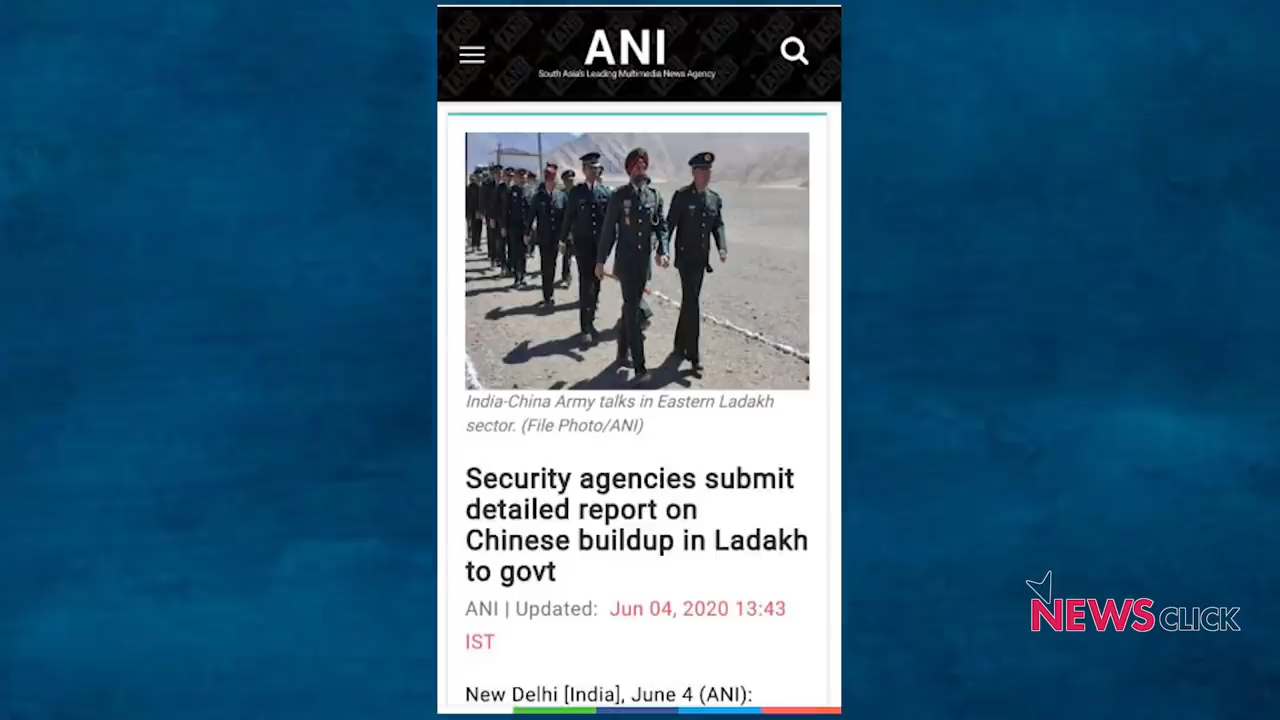 ANI
South Asia's Leading Multimedia News Agency
India-China Army talks in Eastern Ladakh
sector. (File Photo/ANI)
Security agencies submit
detailed report on
Chinese buildup in Ladakh
to govt
ANI | Updated: Jun 04, 2020 13:43
IST
New Delhi [India], June 4 (ANI):
NEWSCLICK